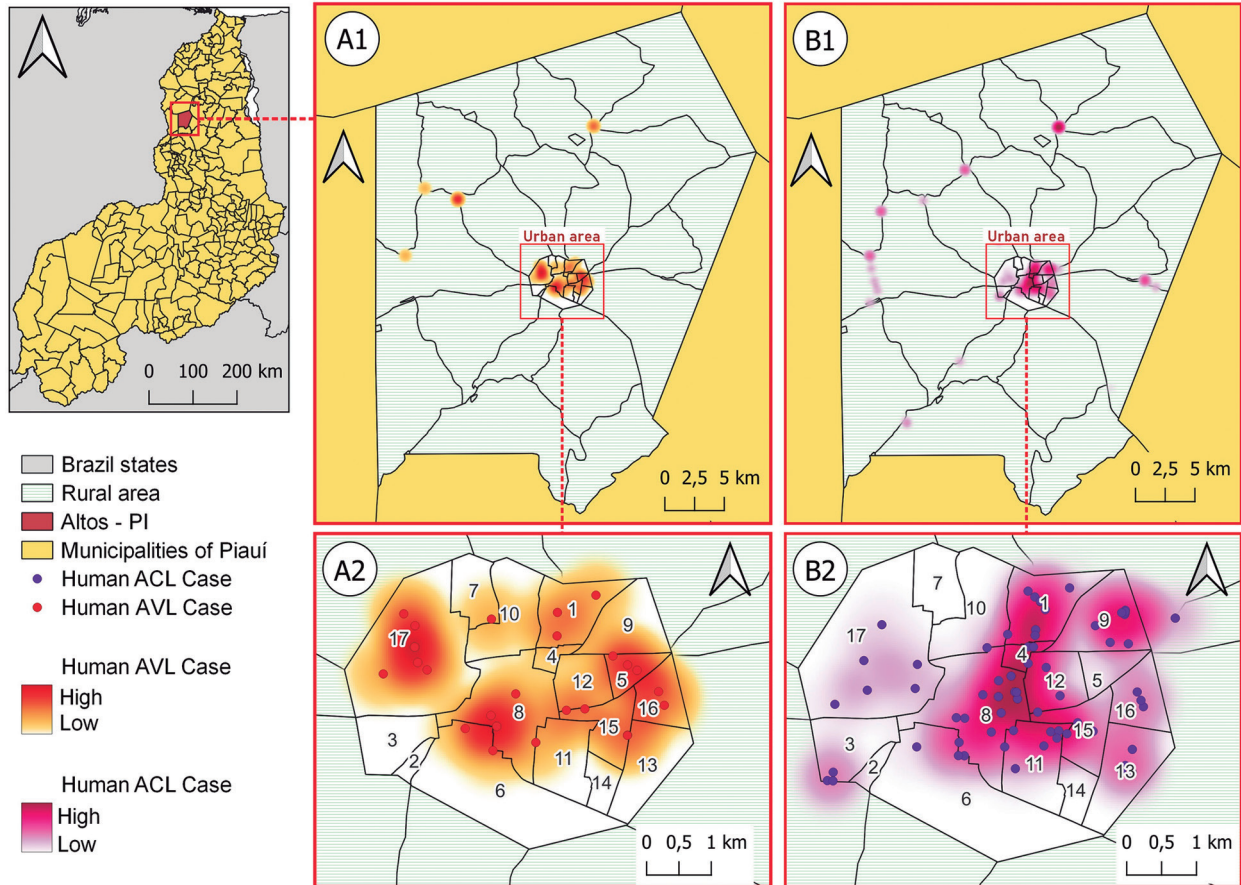 0 100 200 km
Brazil states
Rural area
Altos - PI
Municipalities of Piauí
Human ACL Case
Human AVL Case
Human AVL Case
High
Low
Human ACL Case
High
Low
A1
Urban area
0 2,5 5 km
B1
Urban area
0 2,5 5 km
A2
7
10
1
9
17
4
5
12
16
8
15
3
11
13
2
14
6
0 0,5 1 km
B2
7
10
1
9
17
4
12
5
8
16
15
3
2
11
13
6
14
0 0,5 1 km